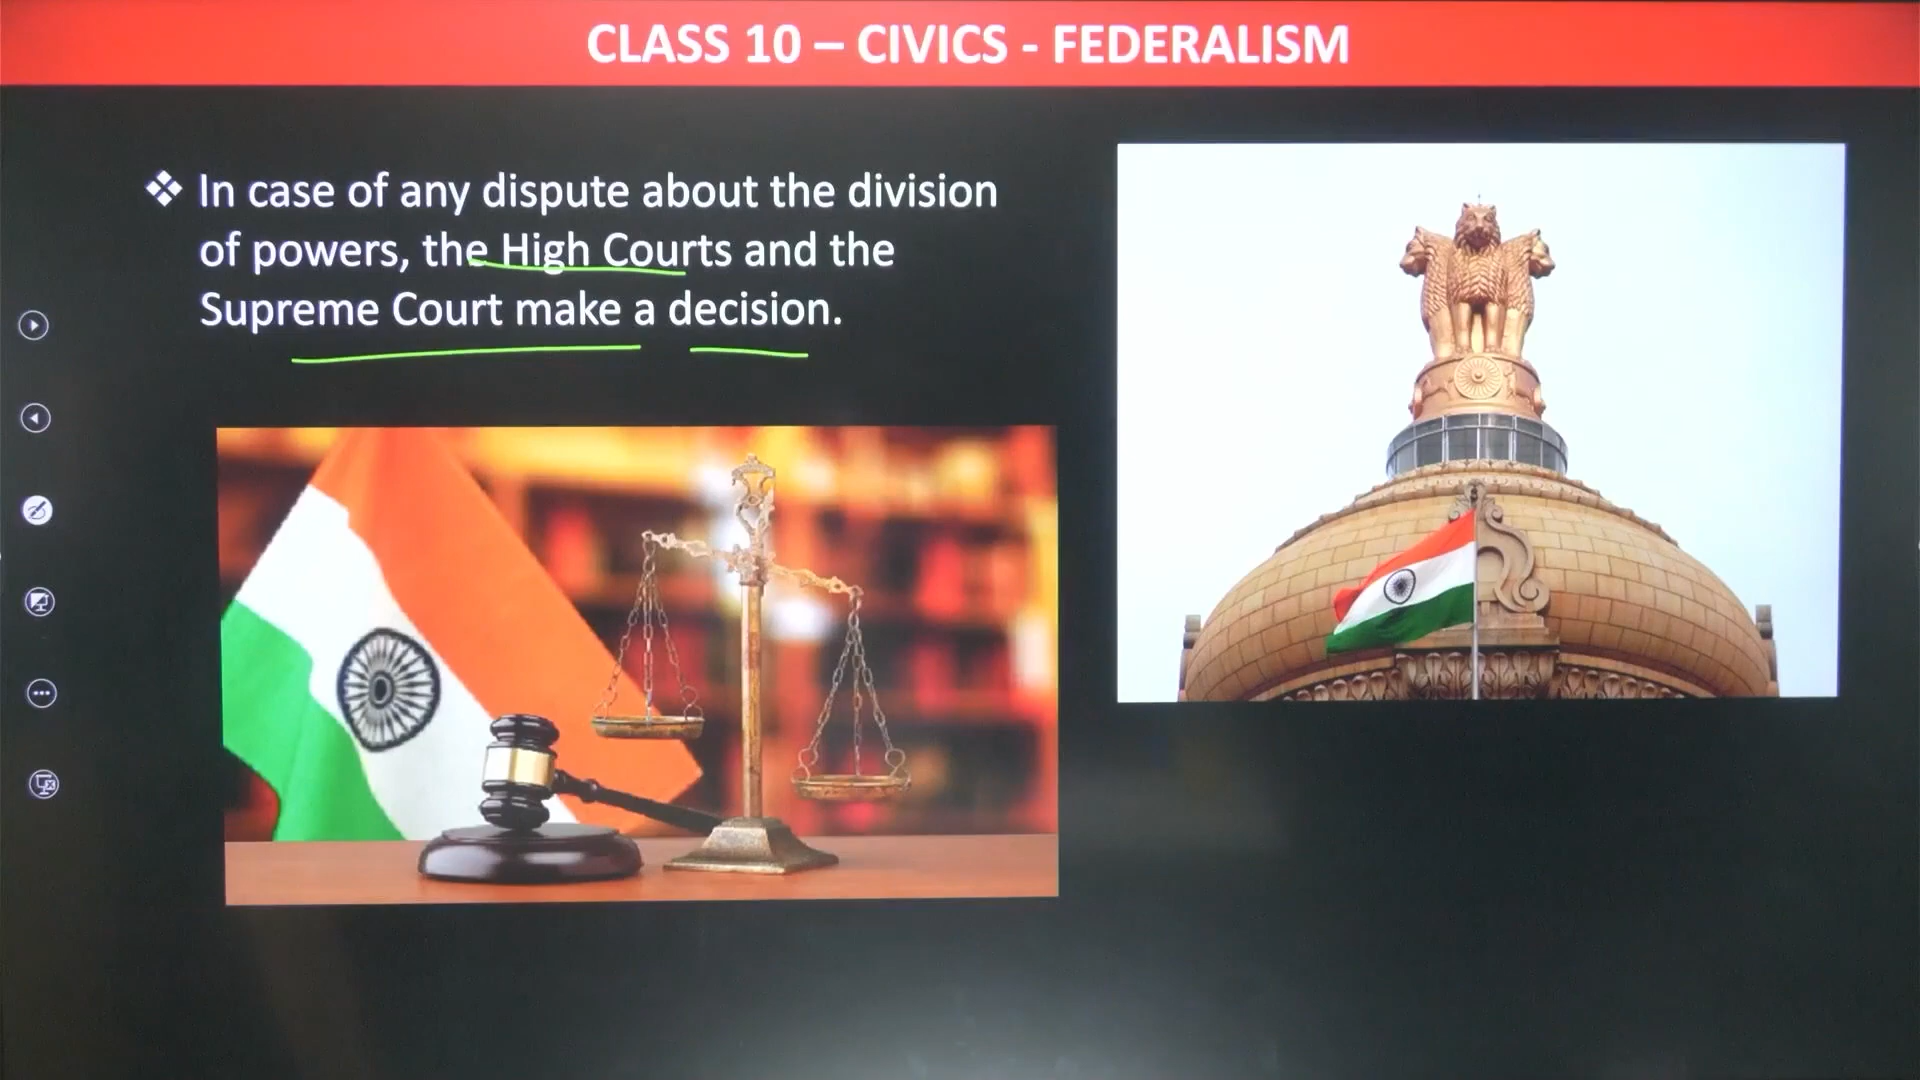 CLASS 10 – CIVICS - FEDERALISM
❖ In case of any dispute about the division
of powers, the High Courts and the
Supreme Court make a decision.